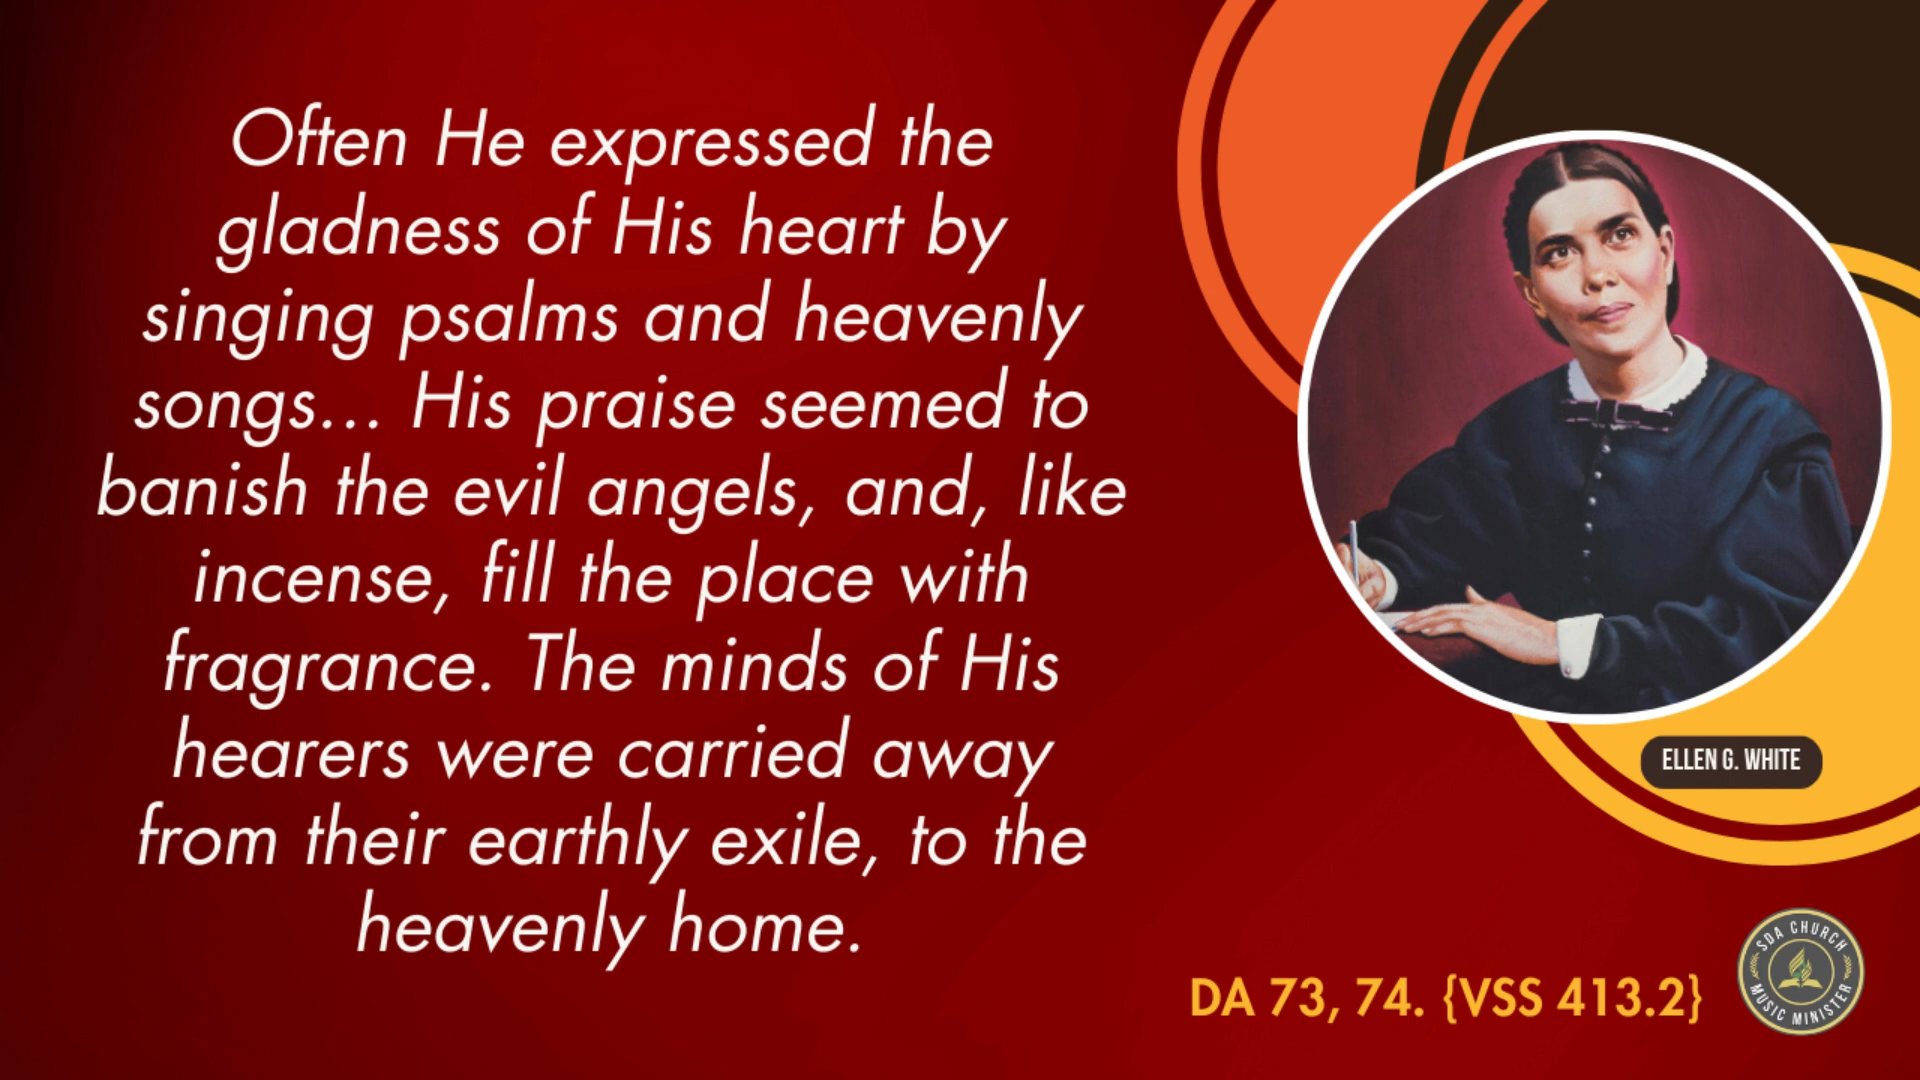 Often He expressed the
gladness of His heart by
singing psalms and heavenly
songs... His praise seemed to
banish the evil angels, and, like
incense, fill the place with
fragrance. The minds of His
hearers were carried away
from their earthly exile, to the
heavenly home.
ELLEN G. WHITE
DA 73, 74. {VSS 413.2}
SDA CHURCH
MUSIC MINISTER